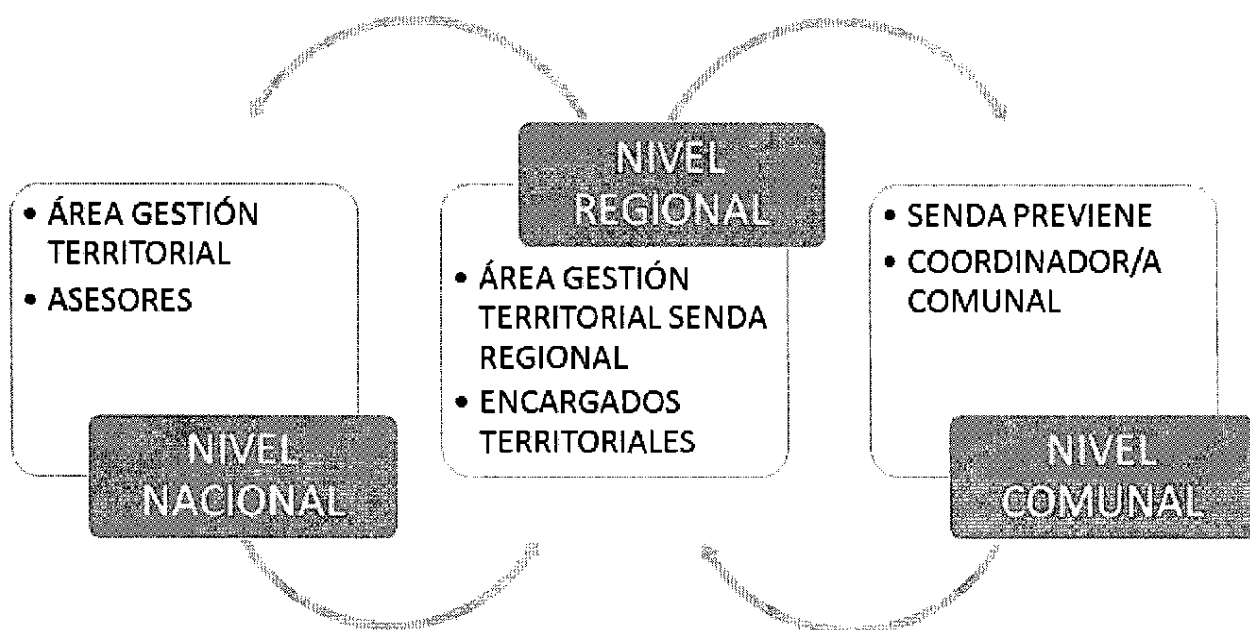 • ÁREA GESTIÓN
TERRITORIAL
• ASESORES
NIVEL
NACIONAL
NIVEL
REGIONAL
• ÁREA GESTIÓN
TERRITORIAL SENDA
REGIONAL
• ENCARGADOS
TERRITORIALES
• SENDA PREVIENE
• COORDINADOR/A
COMUNAL
NIVEL
COMUNAL